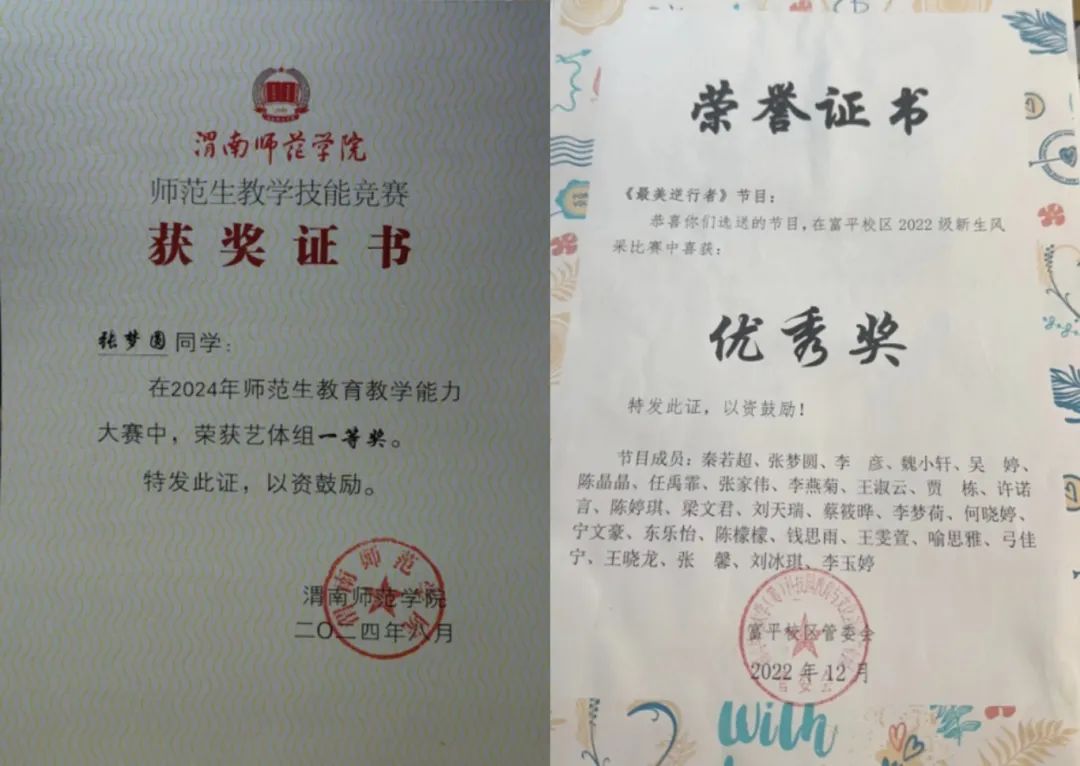 渭南师范学院
师范生教学技能竞赛
获奖证书
张梦圆同学：
在2024年师范生教育教学能力
大赛中，荣获艺体组一等奖。
特发此证，以资鼓励。
渭南师范学院
渭南师范学院
二〇二四年八月
荣誉证书
《最美逆行者》节目：
恭喜你们选送的节目，在富平校区 2022 级新生风
采比赛中喜获：
优秀奖
特发此证，以资鼓励！
节目成员：秦若超、张梦圆、李　彦、魏小轩、吴　婷、
陈晶晶、任禹霏、张家伟、李燕菊、王淑云、贾　栋、许诺
言、陈婷琪、梁文君、刘天瑞、蔡筱晔、李梦荷、何晓婷、
宁文豪、东乐怡、陈檬檬、钱思雨、王雯萱、喻思雅、弓佳
宁、王晓龙、张　馨、刘冰琪、李玉婷
富平校区管委会
2022 年 12 月
with